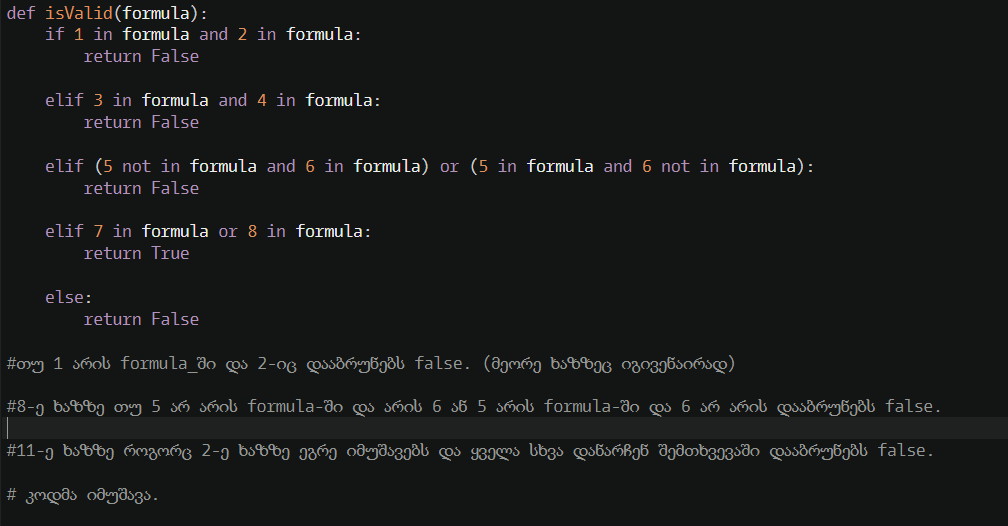 def isValid(formula):
    if 1 in formula and 2 in formula:
        return False
    elif 3 in formula and 4 in formula:
        return False
    elif (5 not in formula and 6 in formula) or (5 in formula and 6 not in formula):
        return False
    elif 7 in formula or 8 in formula:
        return True
    else:
        return False
#თუ 1 არის formula_ში და 2-იც დააბრუნებს false. (მეორე ხაზზეც იგივენაირად)
#8-ე ხაზზე თუ 5 არ არის formula-ში და არის 6 ან 5 არის formula-ში და 6 არ არის დააბრუნებს false.
#11-ე ხაზზე როგორც 2-ე ხაზზე ეგრე იმუშავებს და ყველა სხვა დანარჩენ შემთხვევაში დააბრუნებს false.
# კოდმა იმუშავა.